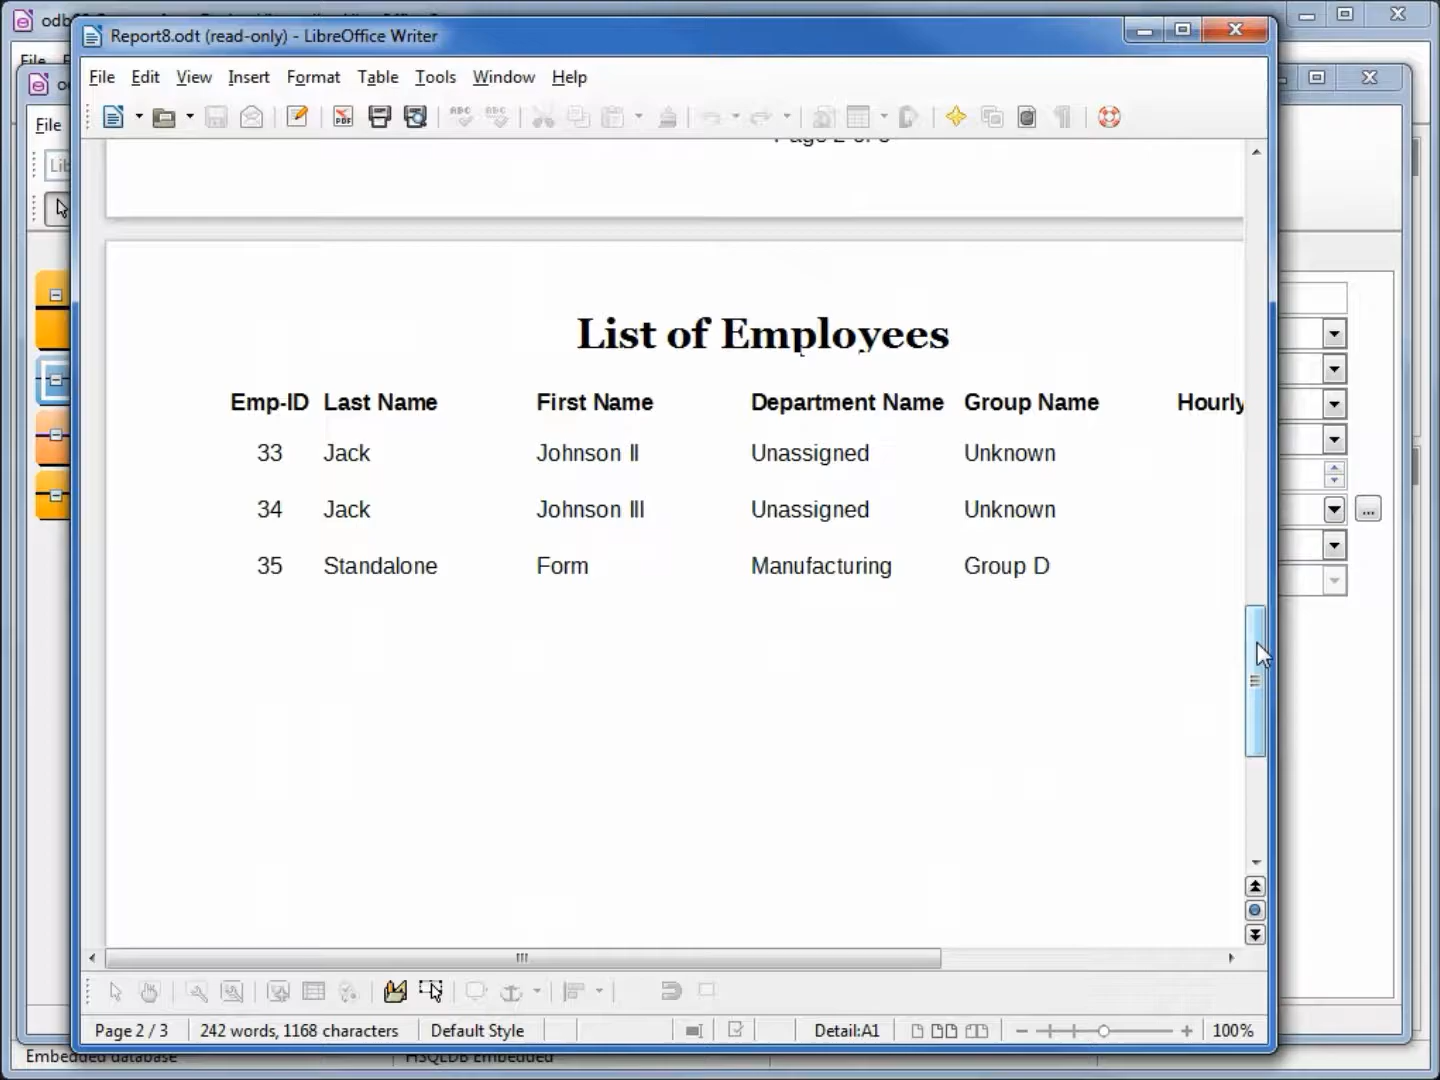 Report8.odt (read-only) - LibreOffice Writer
File Edit View Insert Format Table Tools Window Help
File
Page 2 of
List of Employees
Emp-ID Last Name First Name Department Name Group Name Hourly
33 Jack Johnson II Unassigned Unknown
34 Jack Johnson III Unassigned Unknown
35 Standalone Form Manufacturing Group D
Page 2 / 3 242 words, 1168 characters Default Style Detail:A1 100%
Embedded database HSQLDB Embedded